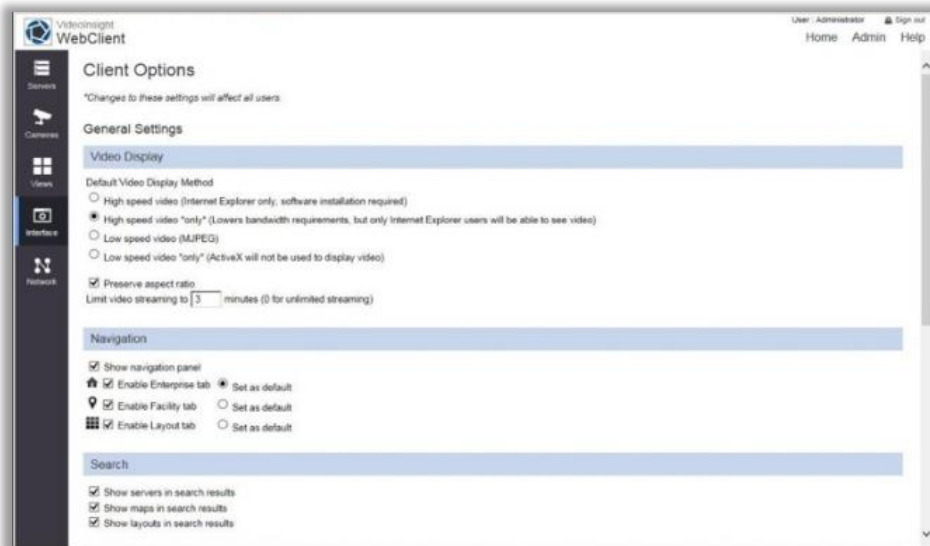 VideoInsight
WebClient
User : Administrator
Sign out
Home Admin Help
Servers
Cameras
Views
Interface
Network
Client Options
*Changes to these settings will affect all users.
General Settings
Video Display
Default Video Display Method
High speed video (Internet Explorer only, software installation required)
High speed video "only" (Lowers bandwidth requirements, but only Internet Explorer users will be able to see video)
Low speed video (MJPEG)
Low speed video "only" (ActiveX will not be used to display video)
Preserve aspect ratio
Limit video streaming to 3 minutes (0 for unlimited streaming)
Navigation
Show navigation panel
Enable Enterprise tab Set as default
Enable Facility tab Set as default
Enable Layout tab Set as default
Search
Show servers in search results
Show maps in search results
Show layouts in search results